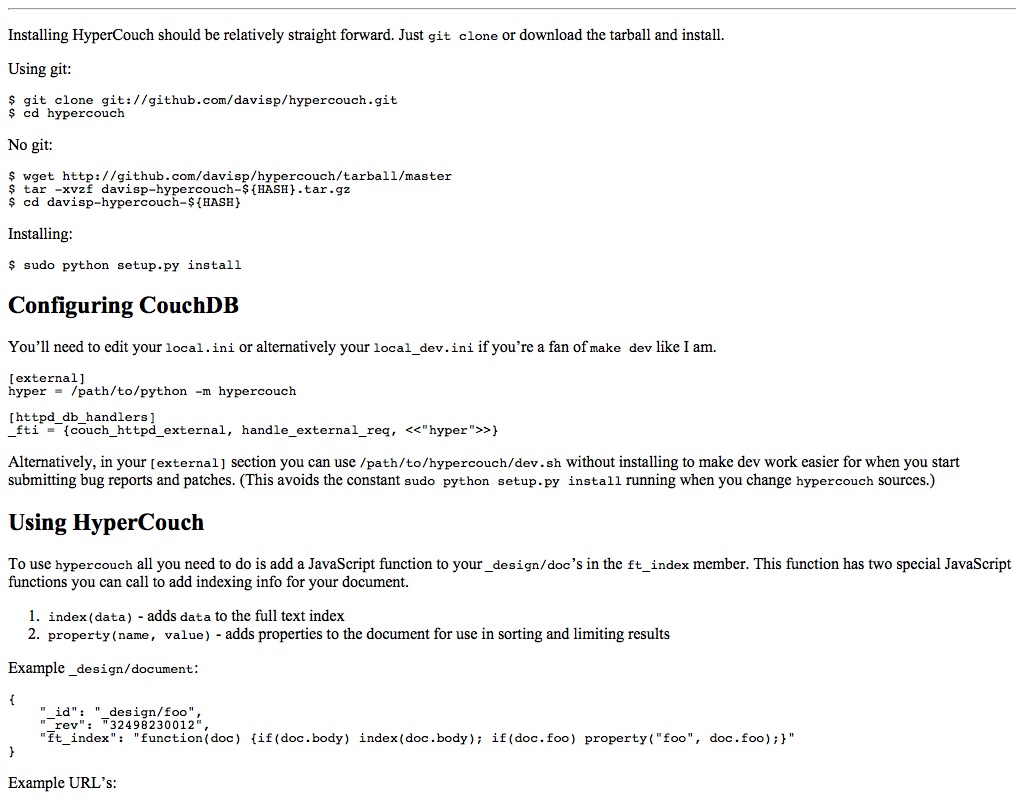 Installing HyperCouch should be relatively straight forward. Just git clone or download the tarball and install.
Using git:
$ git clone git://github.com/davisp/hypercouch.git
$ cd hypercouch
No git:
$ wget http://github.com/davisp/hypercouch/tarball/master
$ tar -xvzf davisp-hypercouch-${HASH}.tar.gz
$ cd davisp-hypercouch-${HASH}
Installing:
$ sudo python setup.py install
Configuring CouchDB
You’ll need to edit your local.ini or alternatively your local_dev.ini if you’re a fan of make dev like I am.
[external]
hyper = /path/to/python -m hypercouch
[httpd_db_handlers]
_fti = {couch_httpd_external, handle_external_req, <<"hyper">>}
Alternatively, in your [external] section you can use /path/to/hypercouch/dev.sh without installing to make dev work easier for when you start
submitting bug reports and patches. (This avoids the constant sudo python setup.py install running when you change hypercouch sources.)
Using HyperCouch
To use hypercouch all you need to do is add a JavaScript function to your _design/doc’s in the ft_index member. This function has two special JavaScript
functions you can call to add indexing info for your document.
1. index(data) - adds data to the full text index
2. property(name, value) - adds properties to the document for use in sorting and limiting results
Example _design/document:
{
    "_id": "_design/foo",
    "_rev": "32498230012",
    "ft_index": "function(doc) {if(doc.body) index(doc.body); if(doc.foo) property("foo", doc.foo);}"
}
Example URL’s: